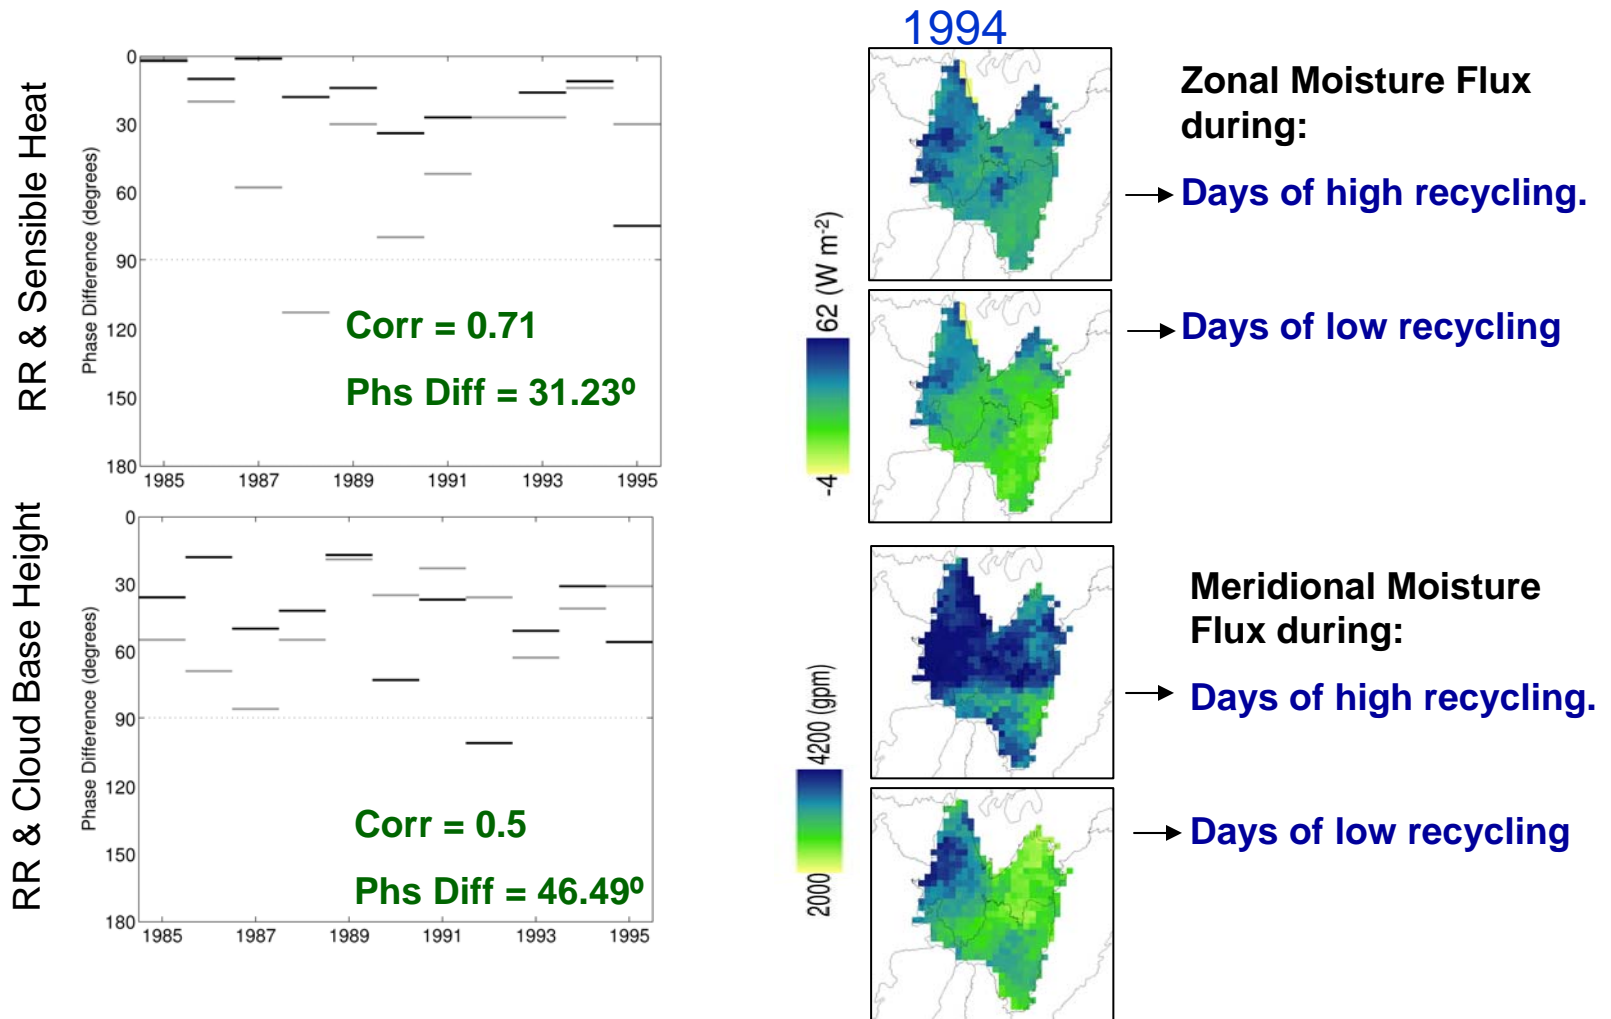 1994
RR & Sensible Heat
Phase Difference (degrees)
0
30
60
90
120
150
180
1985
1987
1989
1991
1993
1995
Corr = 0.71
Phs Diff = 31.23º
62 (W m-2)
-4
Zonal Moisture Flux
during:
Days of high recycling.
Days of low recycling
RR & Cloud Base Height
Phase Difference (degrees)
0
30
60
90
120
150
180
1985
1987
1989
1991
1993
1995
Corr = 0.5
Phs Diff = 46.49º
4200 (gpm)
2000
Meridional Moisture
Flux during:
Days of high recycling.
Days of low recycling